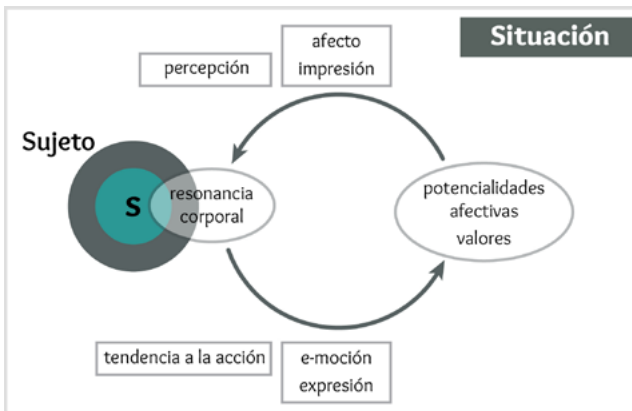 Situación
afecto
impresión
percepción
Sujeto
S
resonancia
corporal
potencialidades
afectivas
valores
tendencia a la acción
e-moción
expresión